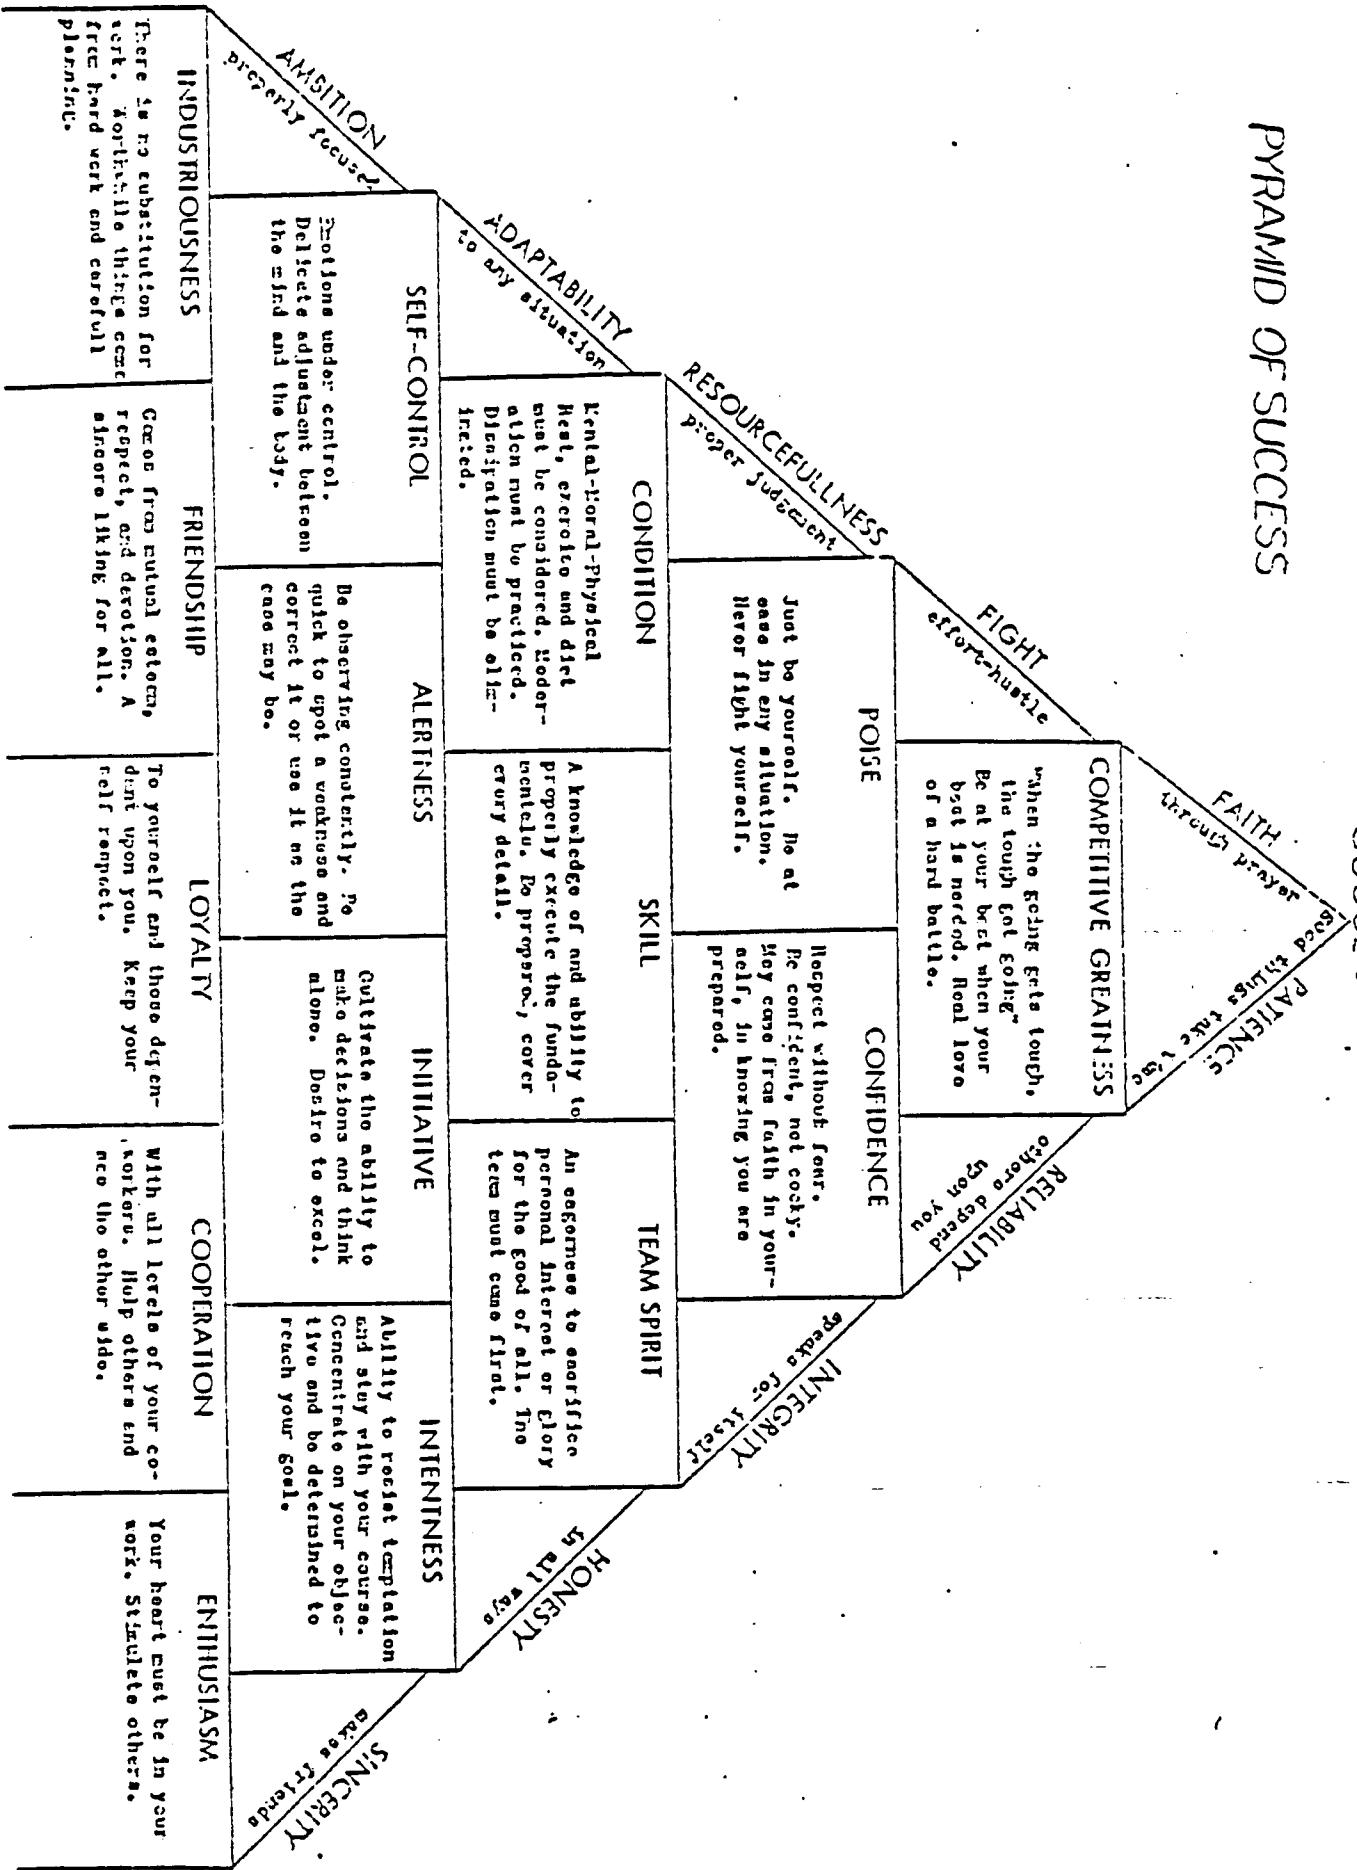 PYRAMID OF SUCCESS
FAITH
through prayer
PATIENCE
good things take time
COMPETITIVE GREATNESS
"When the going gets tough,
the tough get going"
Be at your best when your
best is needed. Real love
of a hard battle.
FIGHT
effort-hustle
RELIABILITY
others depend
upon you
POISE
Just be yourself. Be at
ease in any situation.
Never fight yourself.
CONFIDENCE
Respect without fear.
Be confident, not cocky.
May come from faith in your-
self, in knowing you are
prepared.
RESOURCEFULLNESS
proper judgement
INTEGRITY
speaks for itself
CONDITION
Mental-Moral-Physical
Rest, exercise and diet
must be considered. Moder-
ation must be practiced.
Dissipation must be elim-
inated.
SKILL
A knowledge of and ability to
properly execute the funda-
mentals. Be prepared, cover
every detail.
TEAM SPIRIT
An eagerness to sacrifice
personal interest or glory
for the good of all. The
team must come first.
ADAPTABILITY
to any situation
HONESTY
in all ways
SELF-CONTROL
Emotions under control.
Delicate adjustment between
the mind and the body.
ALERTNESS
Be observing constently. Be
quick to spot a weakness and
correct it or use it as the
case may be.
INITIATIVE
Cultivate the ability to
make decisions and think
alone. Desire to excel.
INTENTNESS
Ability to resist temptation
and stay with your course.
Concentrate on your objec-
tive and be determined to
reach your goal.
AMBITION
properly focused
SINCERITY
makes friends
INDUSTRIOUSNESS
There is no substitution for
work. Worthwhile things come
from hard work and carefull
planning.
FRIENDSHIP
Comes from mutual esteem,
respect, and devotion. A
sincere liking for all.
LOYALTY
To yourself and those depen-
dent upon you. Keep your
self respect.
COOPERATION
With all levels of your co-
workers. Help others and
see the other side.
ENTHUSIASM
Your heart must be in your
work. Stimulate others.